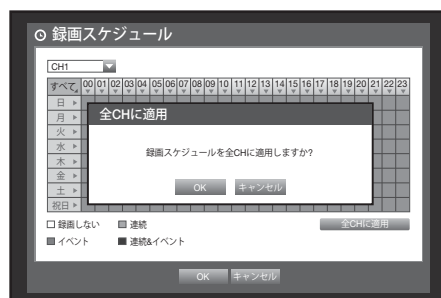 録画スケジュール
CH1
すべて 00 01 02 03 04 05 06 07 08 09 10 11 12 13 14 15 16 17 18 19 20 21 22 23
日
月
火
水
木
金
土
祝日
全CHに適用
録画スケジュールを全CHに適用しますか?
OK キャンセル
録画しない 連続 全CHに適用
イベント 連続&イベント
OK キャンセル